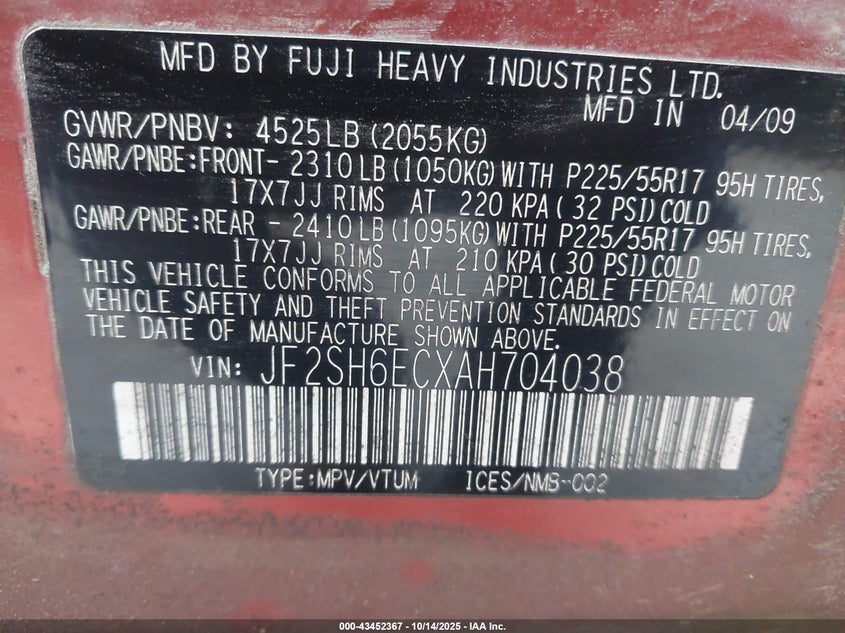 MFD BY FUJI HEAVY INDUSTRIES LTD.
MFD IN 04/09
GVWR/PNBV: 4525LB(2055KG)
GAWR/PNBE:FRONT- 2310LB(1050KG)WITH P225/55R17 95H TIRES,
17X7JJ RIMS AT 220 KPA( 32 PSI)COLD
GAWR/PNBE:REAR - 2410LB(1095KG)WITH P225/55R17 95H TIRES,
17X7JJ RIMS AT 210 KPA( 30 PSI)COLD
THIS VEHICLE CONFORMS TO ALL APPLICABLE FEDERAL MOTOR
VEHICLE SAFETY AND THEFT PREVENTION STANDARDS IN EFFECT ON
THE DATE OF MANUFACTURE SHOWN ABOVE.
VIN: JF2SH6ECXAH704038
TYPE:MPV/VTUM ICES/NMB-002
000-43452367 - 10/14/2025 - IAA Inc.